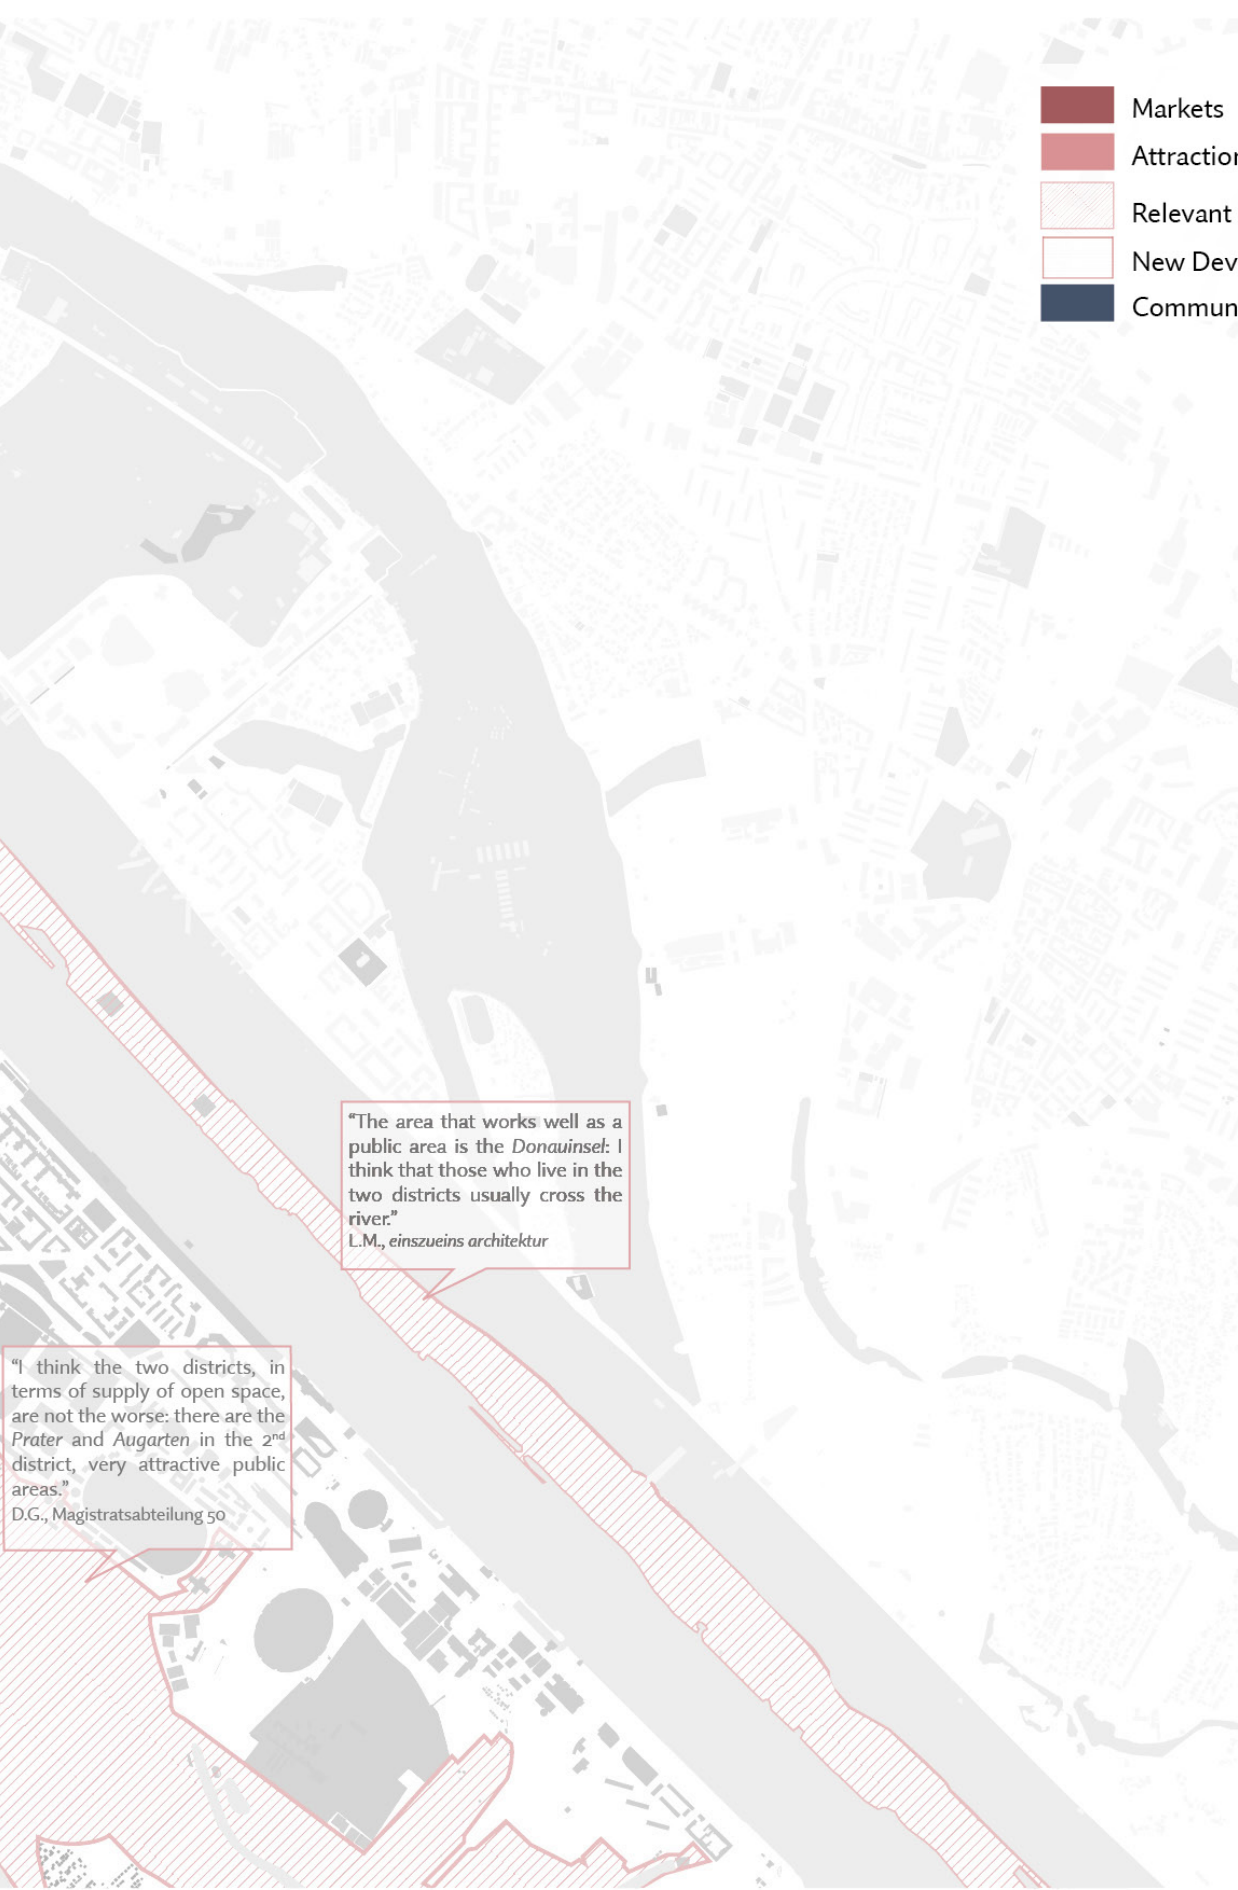 Markets
Attraction
Relevant
New Dev
Commun
“The area that works well as a
public area is the Donauinsel: I
think that those who live in the
two districts usually cross the
river.”
L.M., einszueins architektur
“I think the two districts, in
terms of supply of open space,
are not the worse: there are the
Prater and Augarten in the 2nd
district, very attractive public
areas.”
D.G., Magistratsabteilung 50